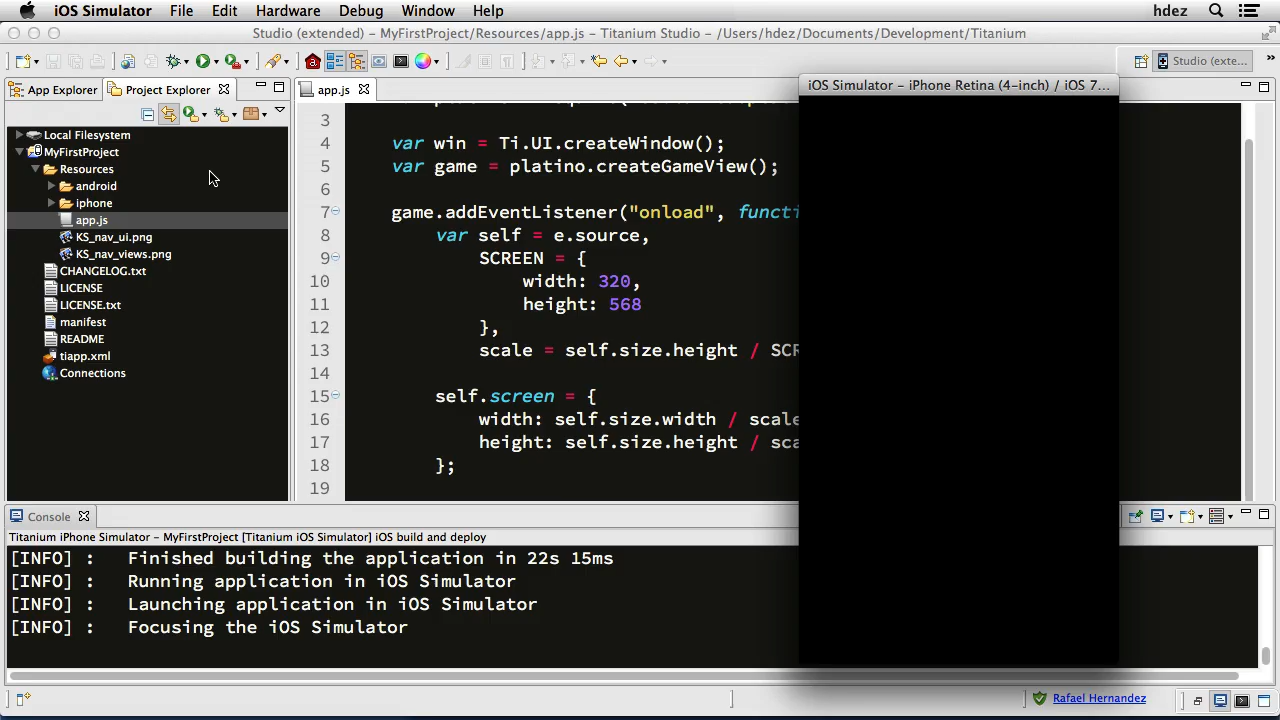 iOS Simulator File Edit Hardware Debug Window Help hdez
Studio (extended) - MyFirstProject/Resources/app.js - Titanium Studio - /Users/hdez/Documents/Development/Titanium
Studio (exte...
App Explorer
Project Explorer
Local Filesystem
MyFirstProject
Resources
android
iphone
app.js
KS_nav_ui.png
KS_nav_views.png
CHANGELOG.txt
LICENSE
LICENSE.txt
manifest
README
tiapp.xml
Connections
app.js
3
4 var win = Ti.UI.createWindow();
5 var game = platino.createGameView();
6
7 game.addEventListener("onload", functi
8 var self = e.source,
9 SCREEN = {
10 width: 320,
11 height: 568
12 },
13 scale = self.size.height / SCR
14
15 self.screen = {
16 width: self.size.width / scale
17 height: self.size.height / sca
18 };
19
iOS Simulator - iPhone Retina (4-inch) / iOS 7...
Console
Titanium iPhone Simulator - MyFirstProject [Titanium iOS Simulator] iOS build and deploy
[INFO] : Finished building the application in 22s 15ms
[INFO] : Running application in iOS Simulator
[INFO] : Launching application in iOS Simulator
[INFO] : Focusing the iOS Simulator
Rafael Hernandez